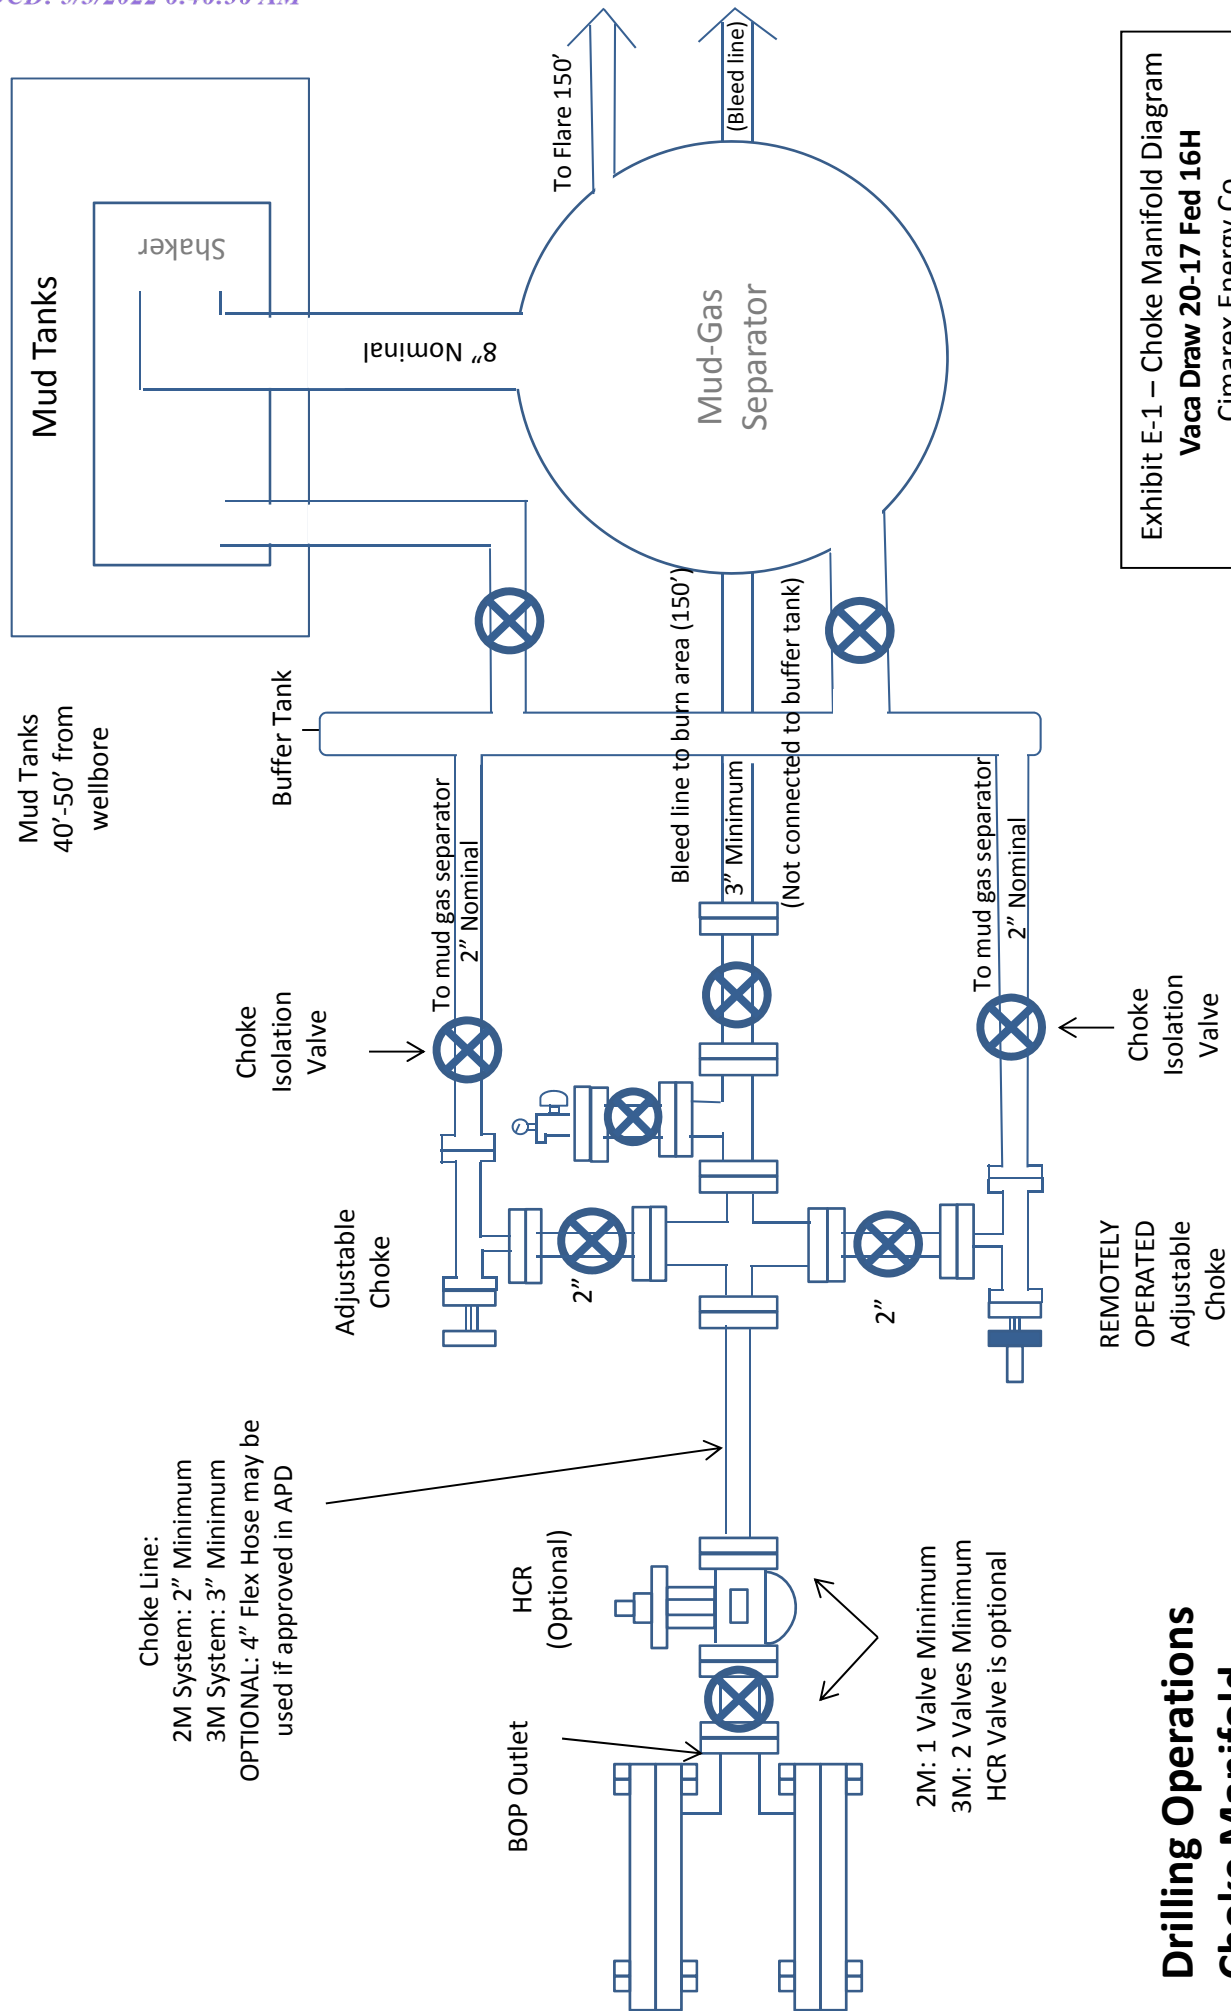 Mud Tanks
Shaker
8” Nominal
Mud Tanks
40’-50’ from
wellbore
Buffer Tank
To Flare 150’
(Bleed line)
Mud-Gas
Separator
Exhibit E-1 – Choke Manifold Diagram
Vaca Draw 20-17 Fed 16H
Cimarex Energy Co
Bleed line to burn area (150’)
3” Minimum
(Not connected to buffer tank)
To mud gas separator
2” Nominal
To mud gas separator
2” Nominal
Choke
Isolation
Valve
Choke
Isolation
Valve
Adjustable
Choke
2”
2”
REMOTELY
OPERATED
Adjustable
Choke
Choke Line:
2M System: 2” Minimum
3M System: 3” Minimum
OPTIONAL: 4” Flex Hose may be
used if approved in APD
HCR
(Optional)
BOP Outlet
2M: 1 Valve Minimum
3M: 2 Valves Minimum
HCR Valve is optional
Drilling Operations
Choke Manifold